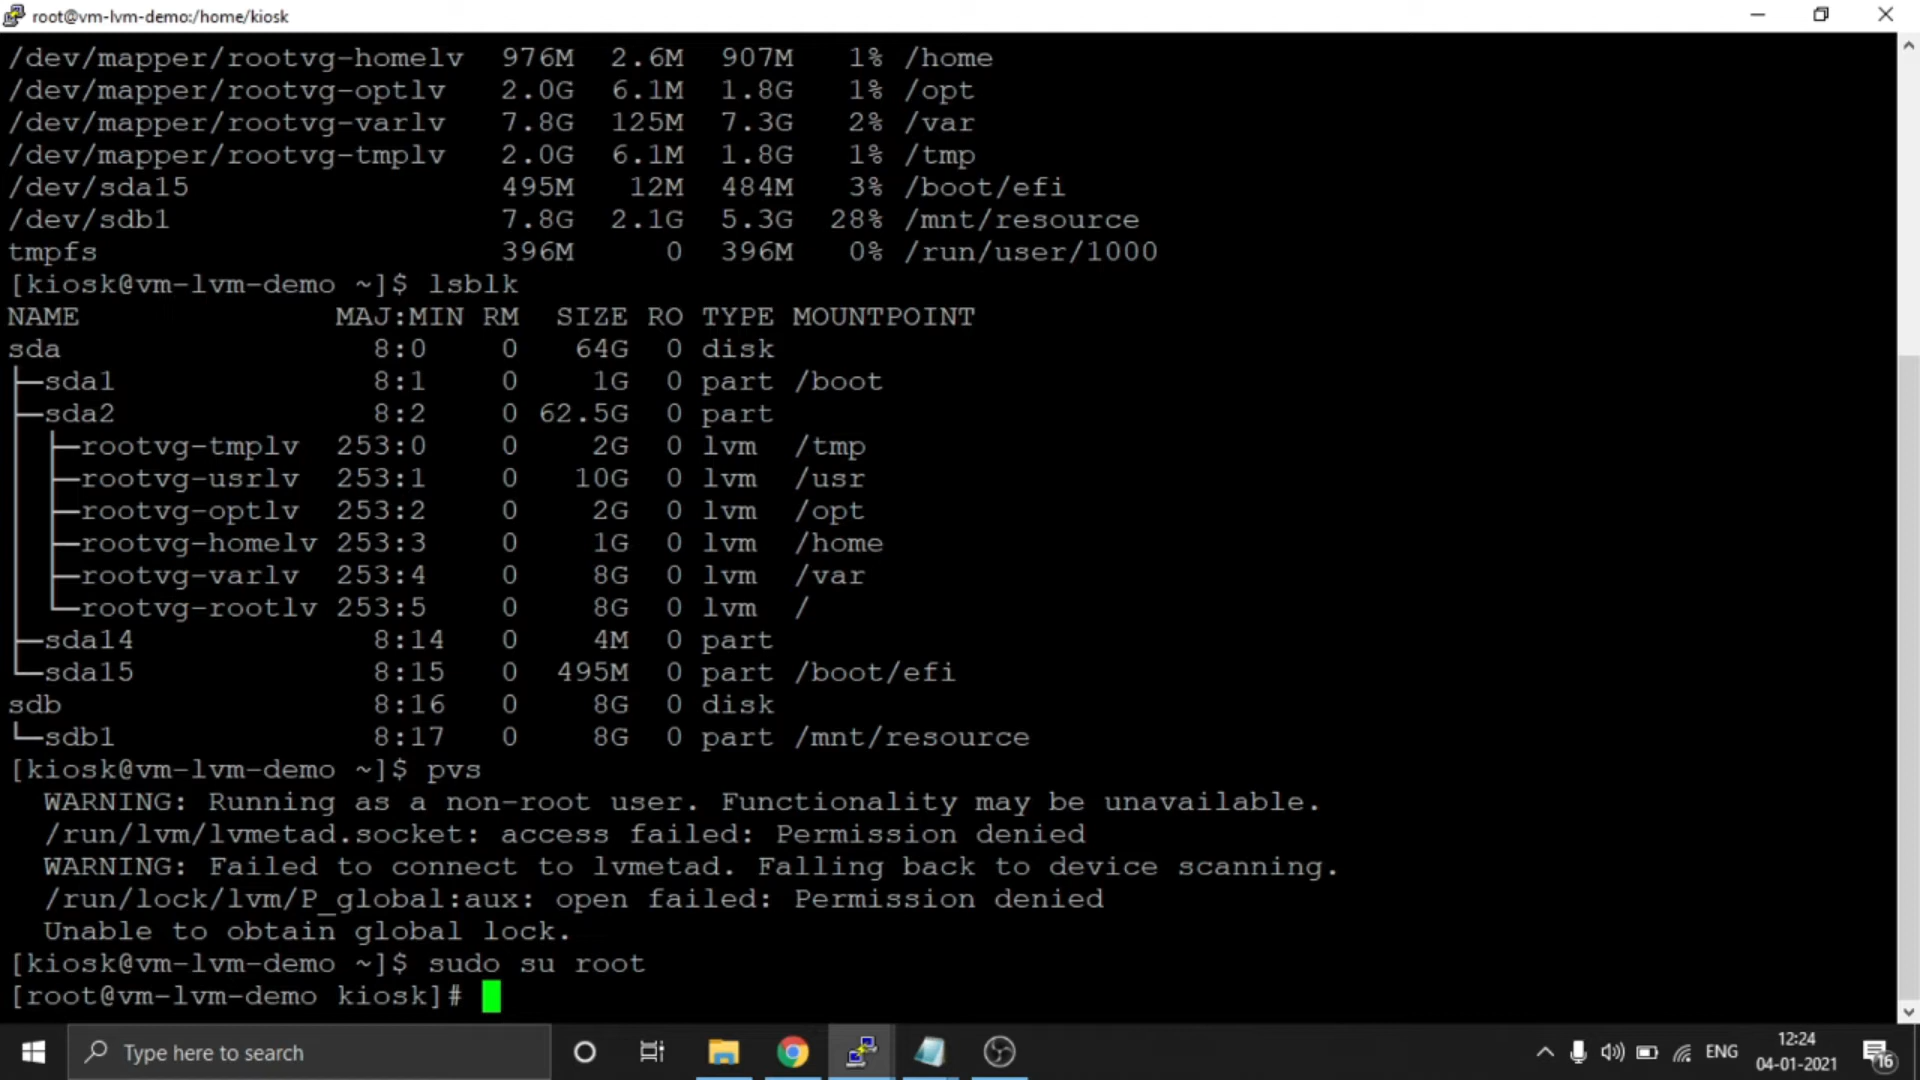 root@vm-lvm-demo:/home/kiosk
/dev/mapper/rootvg-homelv  976M  2.6M  907M   1% /home
/dev/mapper/rootvg-optlv   2.0G  6.1M  1.8G   1% /opt
/dev/mapper/rootvg-varlv   7.8G  125M  7.3G   2% /var
/dev/mapper/rootvg-tmplv   2.0G  6.1M  1.8G   1% /tmp
/dev/sda15                 495M   12M  484M   3% /boot/efi
/dev/sdb1                  7.8G  2.1G  5.3G  28% /mnt/resource
tmpfs                      396M     0  396M   0% /run/user/1000
[kiosk@vm-lvm-demo ~]$ lsblk
NAME              MAJ:MIN RM  SIZE RO TYPE MOUNTPOINT
sda                 8:0    0   64G  0 disk
├─sda1              8:1    0    1G  0 part /boot
├─sda2              8:2    0 62.5G  0 part
│ ├─rootvg-tmplv  253:0    0    2G  0 lvm  /tmp
│ ├─rootvg-usrlv  253:1    0   10G  0 lvm  /usr
│ ├─rootvg-optlv  253:2    0    2G  0 lvm  /opt
│ ├─rootvg-homelv 253:3    0    1G  0 lvm  /home
│ ├─rootvg-varlv  253:4    0    8G  0 lvm  /var
│ └─rootvg-rootlv 253:5    0    8G  0 lvm  /
├─sda14             8:14   0    4M  0 part
└─sda15             8:15   0  495M  0 part /boot/efi
sdb                 8:16   0    8G  0 disk
└─sdb1              8:17   0    8G  0 part /mnt/resource
[kiosk@vm-lvm-demo ~]$ pvs
  WARNING: Running as a non-root user. Functionality may be unavailable.
  /run/lvm/lvmetad.socket: access failed: Permission denied
  WARNING: Failed to connect to lvmetad. Falling back to device scanning.
  /run/lock/lvm/P_global:aux: open failed: Permission denied
  Unable to obtain global lock.
[kiosk@vm-lvm-demo ~]$ sudo su root
[root@vm-lvm-demo kiosk]#
Type here to search
ENG
12:24
04-01-2021
16